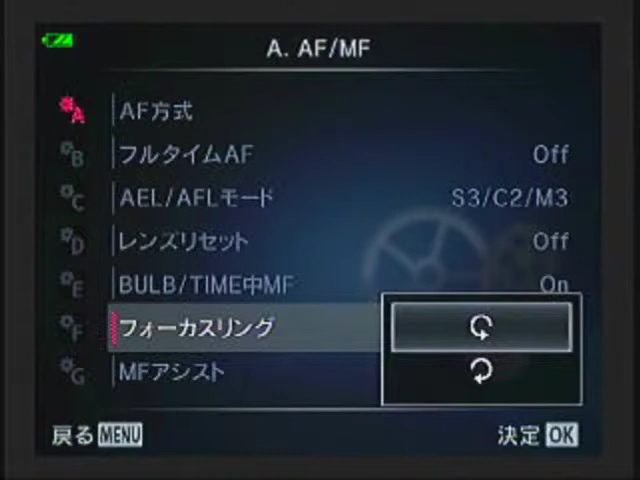 A. AF/MF
A AF方式
B フルタイムAF Off
C AEL/AFLモード S3/C2/M3
D レンズリセット Off
E BULB/TIME中MF On
F フォーカスリング
G MFアシスト
戻る MENU 決定 OK